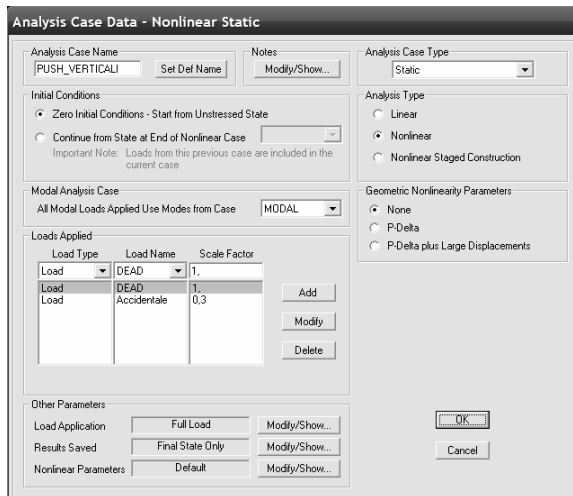 Analysis Case Data - Nonlinear Static
Analysis Case Name
PUSH_VERTICALI
Set Def Name
Notes
Modify/Show...
Analysis Case Type
Static
Initial Conditions
Zero Initial Conditions - Start from Unstressed State
Continue from State at End of Nonlinear Case
Important Note: Loads from this previous case are included in the
current case
Analysis Type
Linear
Nonlinear
Nonlinear Staged Construction
Modal Analysis Case
All Modal Loads Applied Use Modes from Case
MODAL
Geometric Nonlinearity Parameters
None
P-Delta
P-Delta plus Large Displacements
Loads Applied
Load Type Load Name Scale Factor
Load DEAD 1,
Load DEAD 1,
Load Accidentale 0,3
Add
Modify
Delete
Other Parameters
Load Application Full Load Modify/Show...
Results Saved Final State Only Modify/Show...
Nonlinear Parameters Default Modify/Show...
OK
Cancel